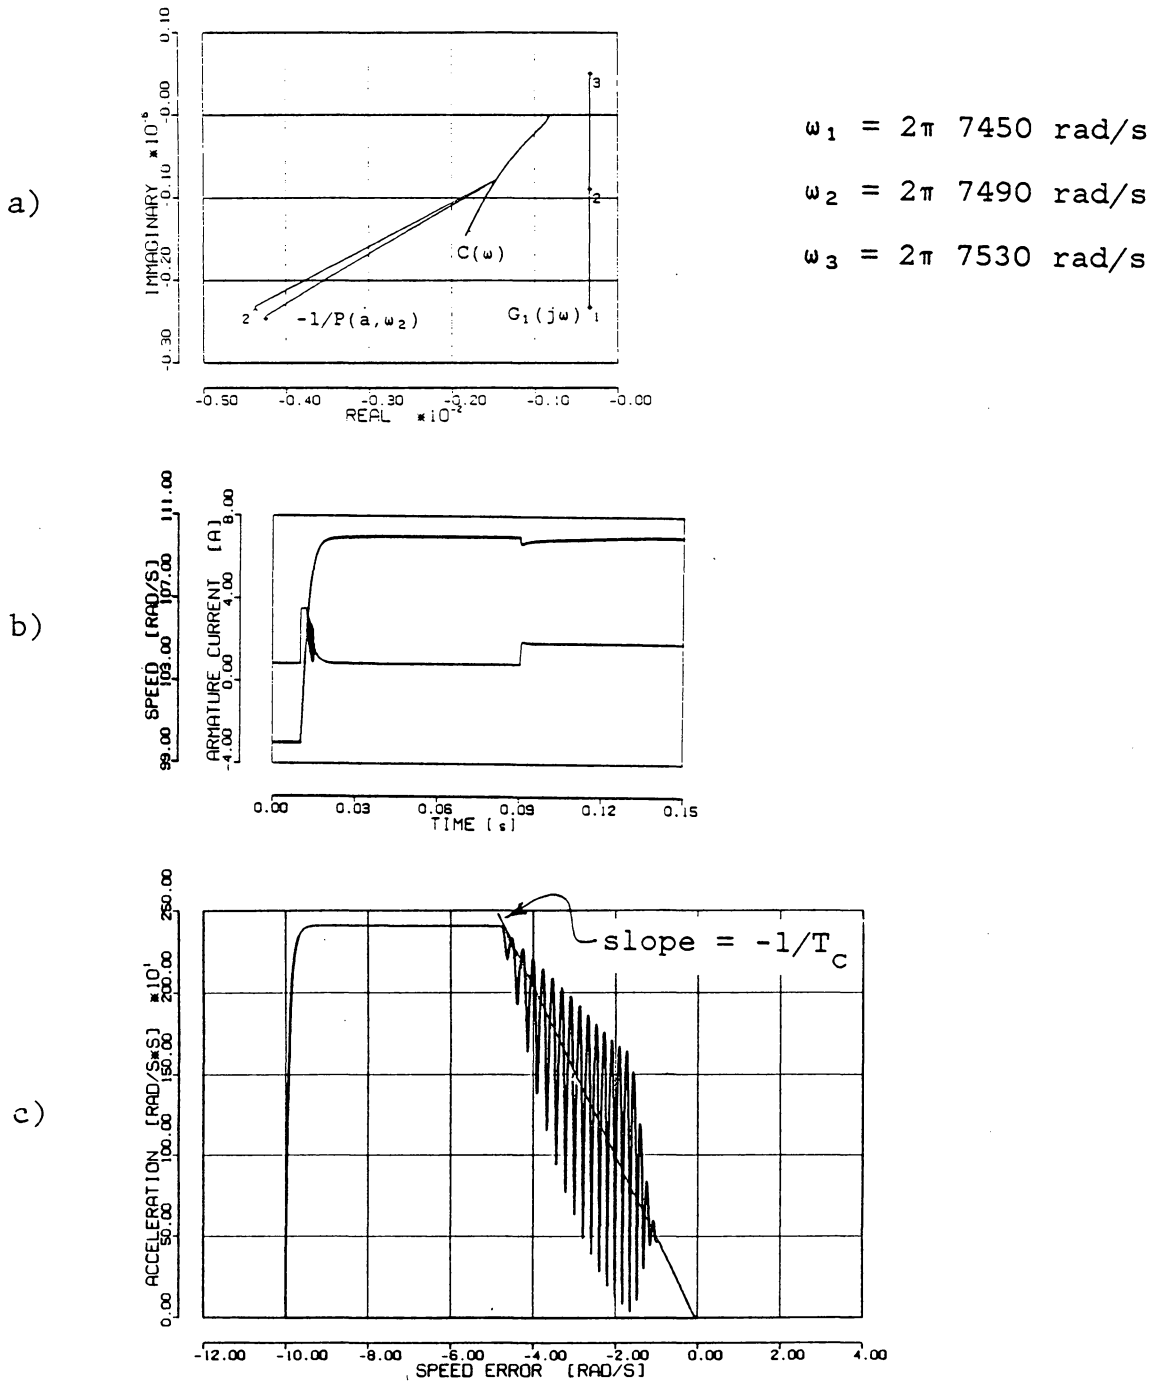 a)
IMMAGINARY *10⁻⁶
0.10
-0.00
-0.10
-0.20
-0.30
3
2
1
C(ω)
2
-1/P(a,ω₂)
G₁(jω)
-0.50 -0.40 -0.30 -0.20 -0.10 -0.00
REAL *10⁻²
ω₁ = 2π 7450 rad/s
ω₂ = 2π 7490 rad/s
ω₃ = 2π 7530 rad/s
b)
SPEED [RAD/S]
111.00
107.00
103.00
99.00
ARMATURE CURRENT [A]
8.00
4.00
0.00
-4.00
0.00 0.03 0.06 0.09 0.12 0.15
TIME [s]
c)
ACCELERATION [RAD/S*S] *10¹
250.00
200.00
150.00
100.00
50.00
0.00
slope = -1/T_C
-12.00 -10.00 -8.00 -6.00 -4.00 -2.00 0.00 2.00 4.00
SPEED ERROR [RAD/S]